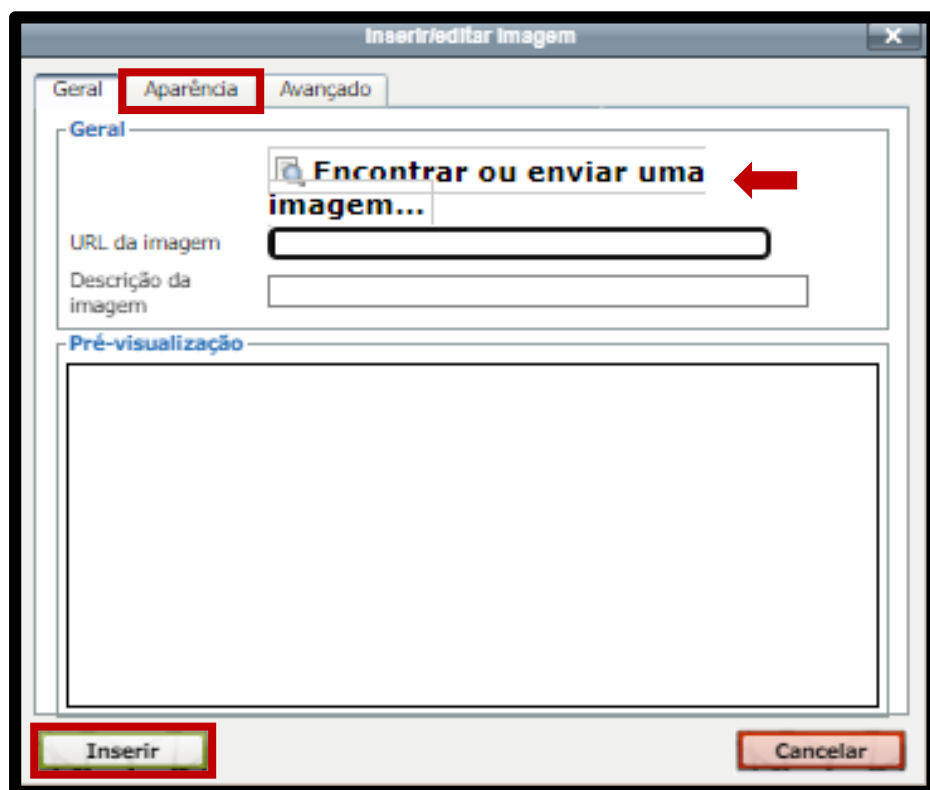 Inserir/editar imagem
Geral Aparência Avançado
Geral
Encontrar ou enviar uma
imagem...
URL da imagem
Descrição da
imagem
Pré-visualização
Inserir Cancelar